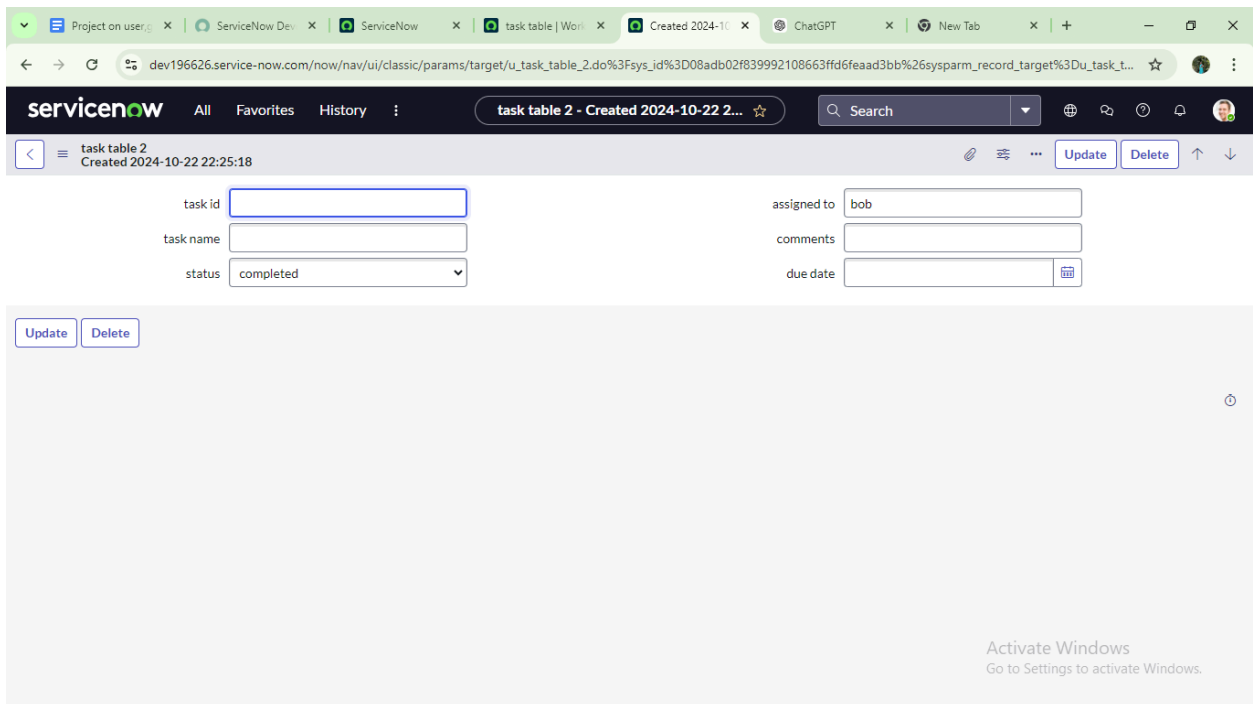 Project on user,g
ServiceNow Dev
ServiceNow
task table | Work
Created 2024-10
ChatGPT
New Tab
dev196626.service-now.com/now/nav/ui/classic/params/target/u_task_table_2.do%3Fsys_id%3D08adb02f839992108663ffd6feaad3bb%26sysparm_record_target%3Du_task_t...
servicenow All Favorites History task table 2 - Created 2024-10-22 2... Search
task table 2
Created 2024-10-22 22:25:18
Update Delete
task id
assigned to bob
task name
comments
status completed
due date
Update Delete
Activate Windows
Go to Settings to activate Windows.